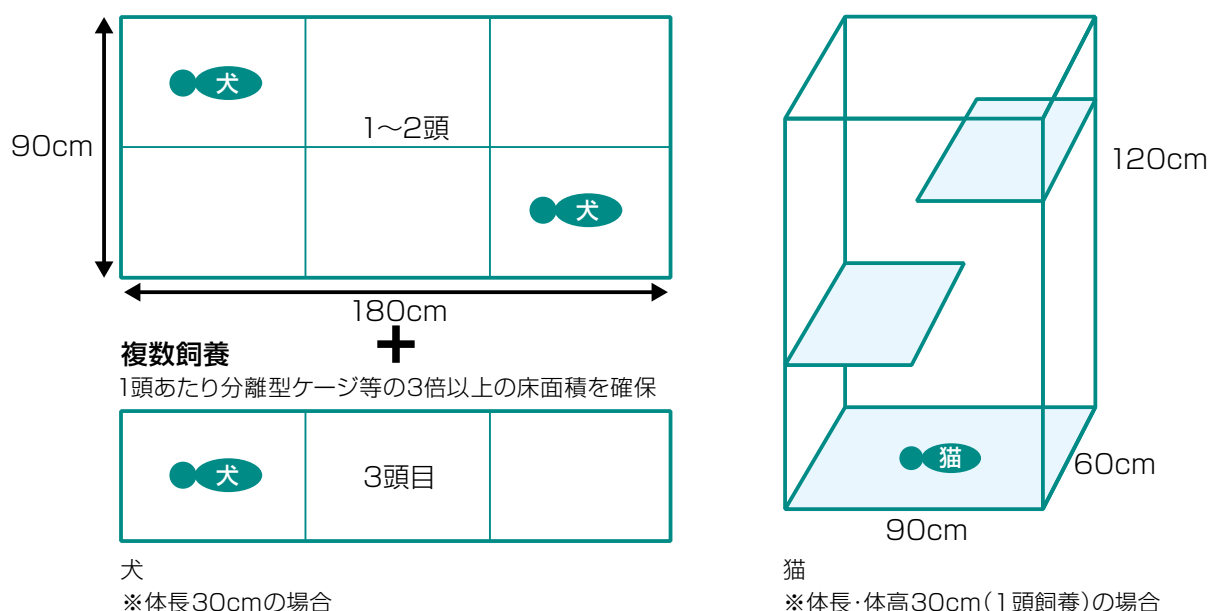 犬
1〜2頭
90cm
犬
180cm
+
複数飼養
1頭あたり分離型ケージ等の3倍以上の床面積を確保
犬
3頭目
犬
※体長30cmの場合
120cm
猫
60cm
90cm
猫
※体長・体高30cm(1頭飼養)の場合